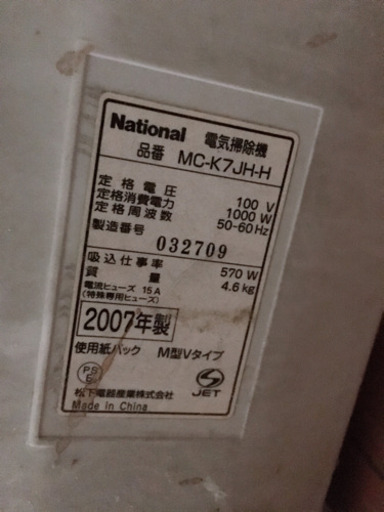 National 電気掃除機
品番 MC-K7JH-H
定格電圧 100 V
定格消費電力 1000 W
定格周波数 50-60 Hz
製造番号 032709
吸込仕事率 570 W
質量 4.6 kg
電流ヒューズ 15A
(特殊専用ヒューズ)
2007年製
使用紙パック M型Vタイプ
PS
E
JET
松下電器産業株式会社
Made in China